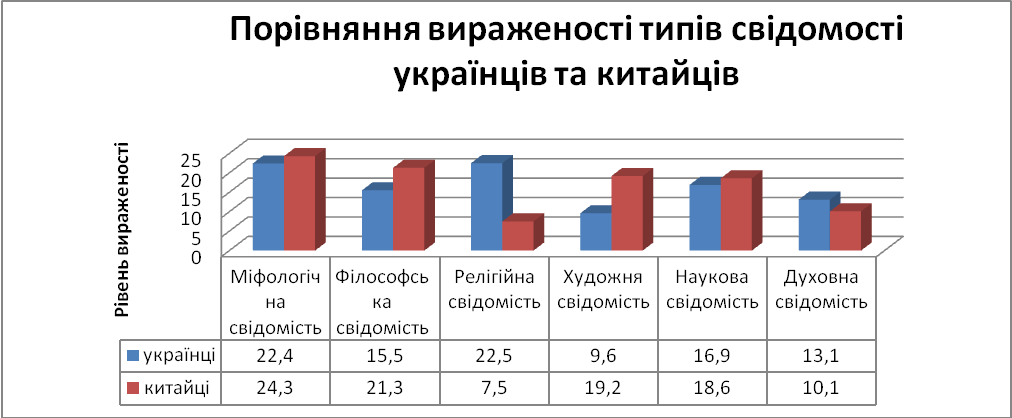 Порівняння вираженості типів свідомості
українців та китайців
Рівень вираженості
25
20
15
10
5
0
Міфологіч
на
свідомість
Філософсь
ка
свідомість
Релігійна
свідомість
Художня
свідомість
Наукова
свідомість
Духовна
свідомість
українці 22,4 15,5 22,5 9,6 16,9 13,1
китайці 24,3 21,3 7,5 19,2 18,6 10,1